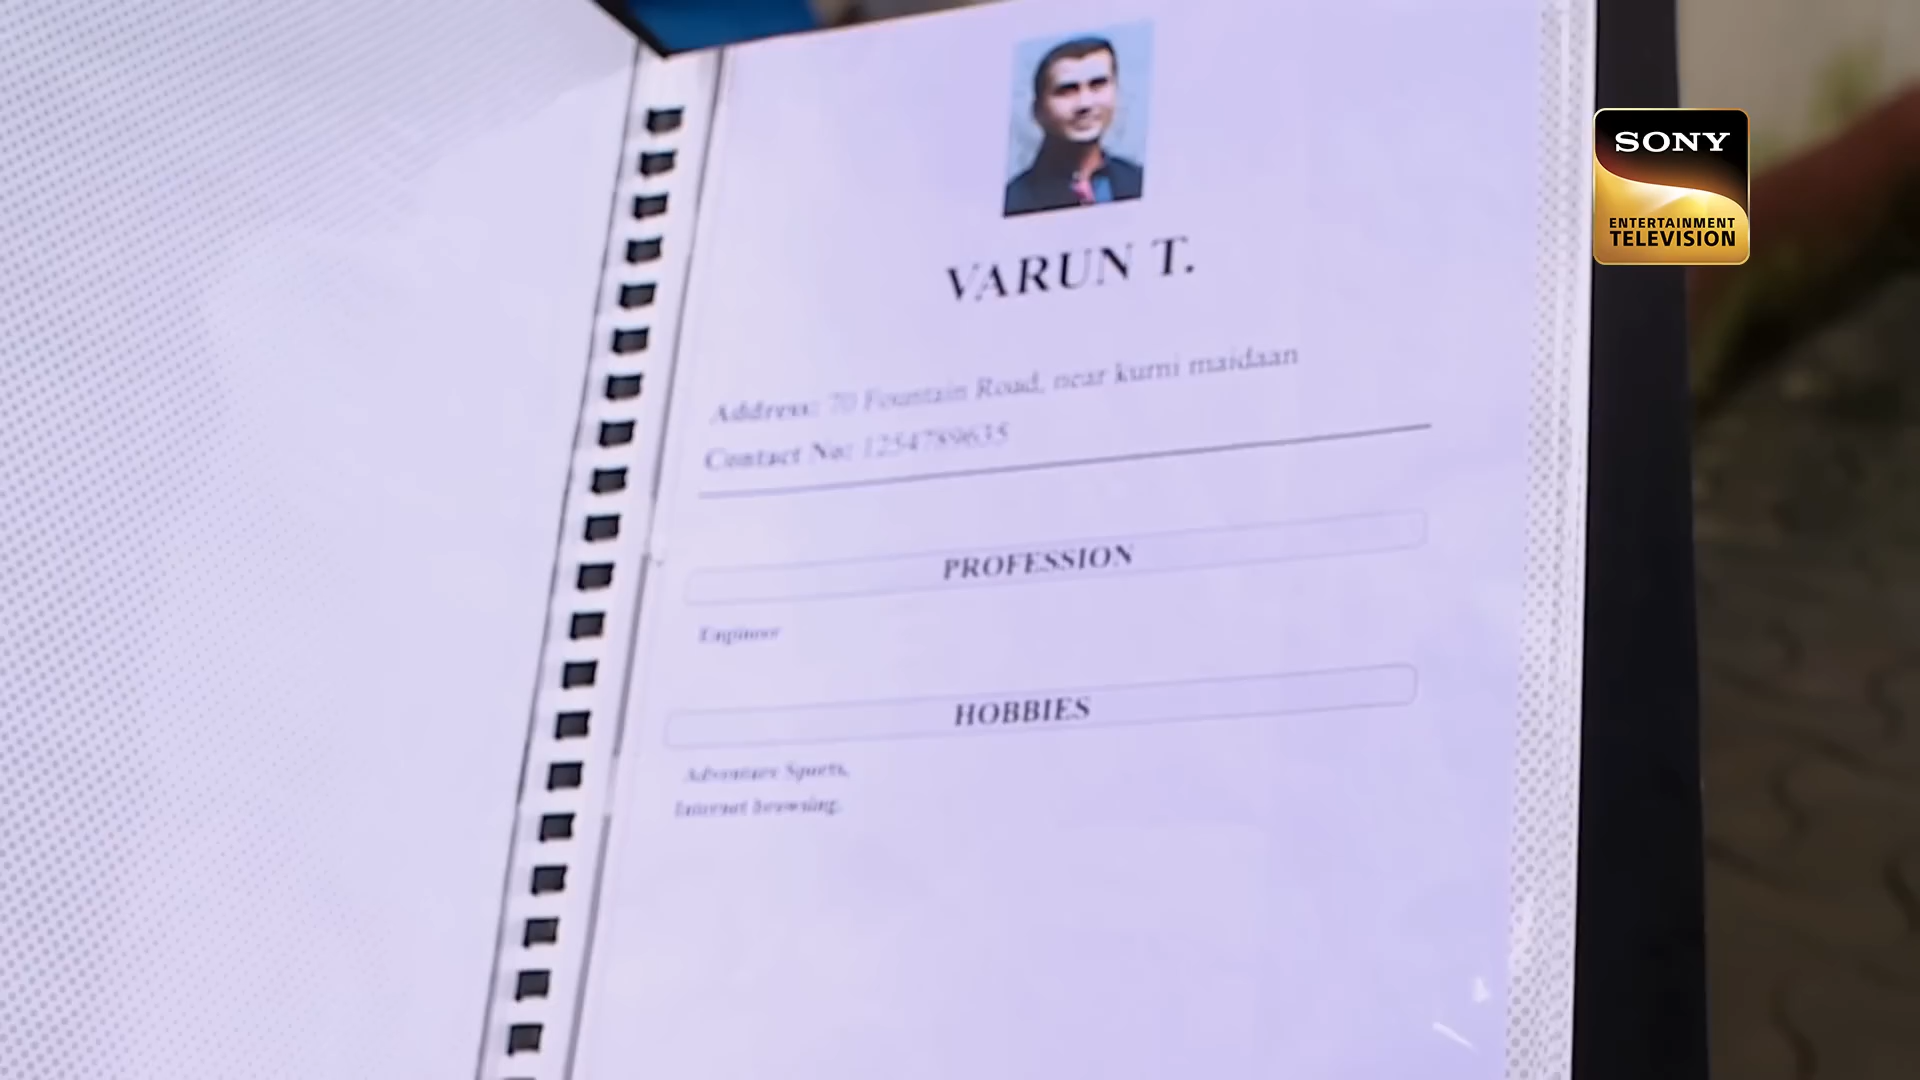 VARUN T.
Address: 70 Fountain Road, near kurni maidaan
Contact No: 1254789635
PROFESSION
Engineer
HOBBIES
Adventure Sports,
Internet browsing.
SONY
ENTERTAINMENT
TELEVISION